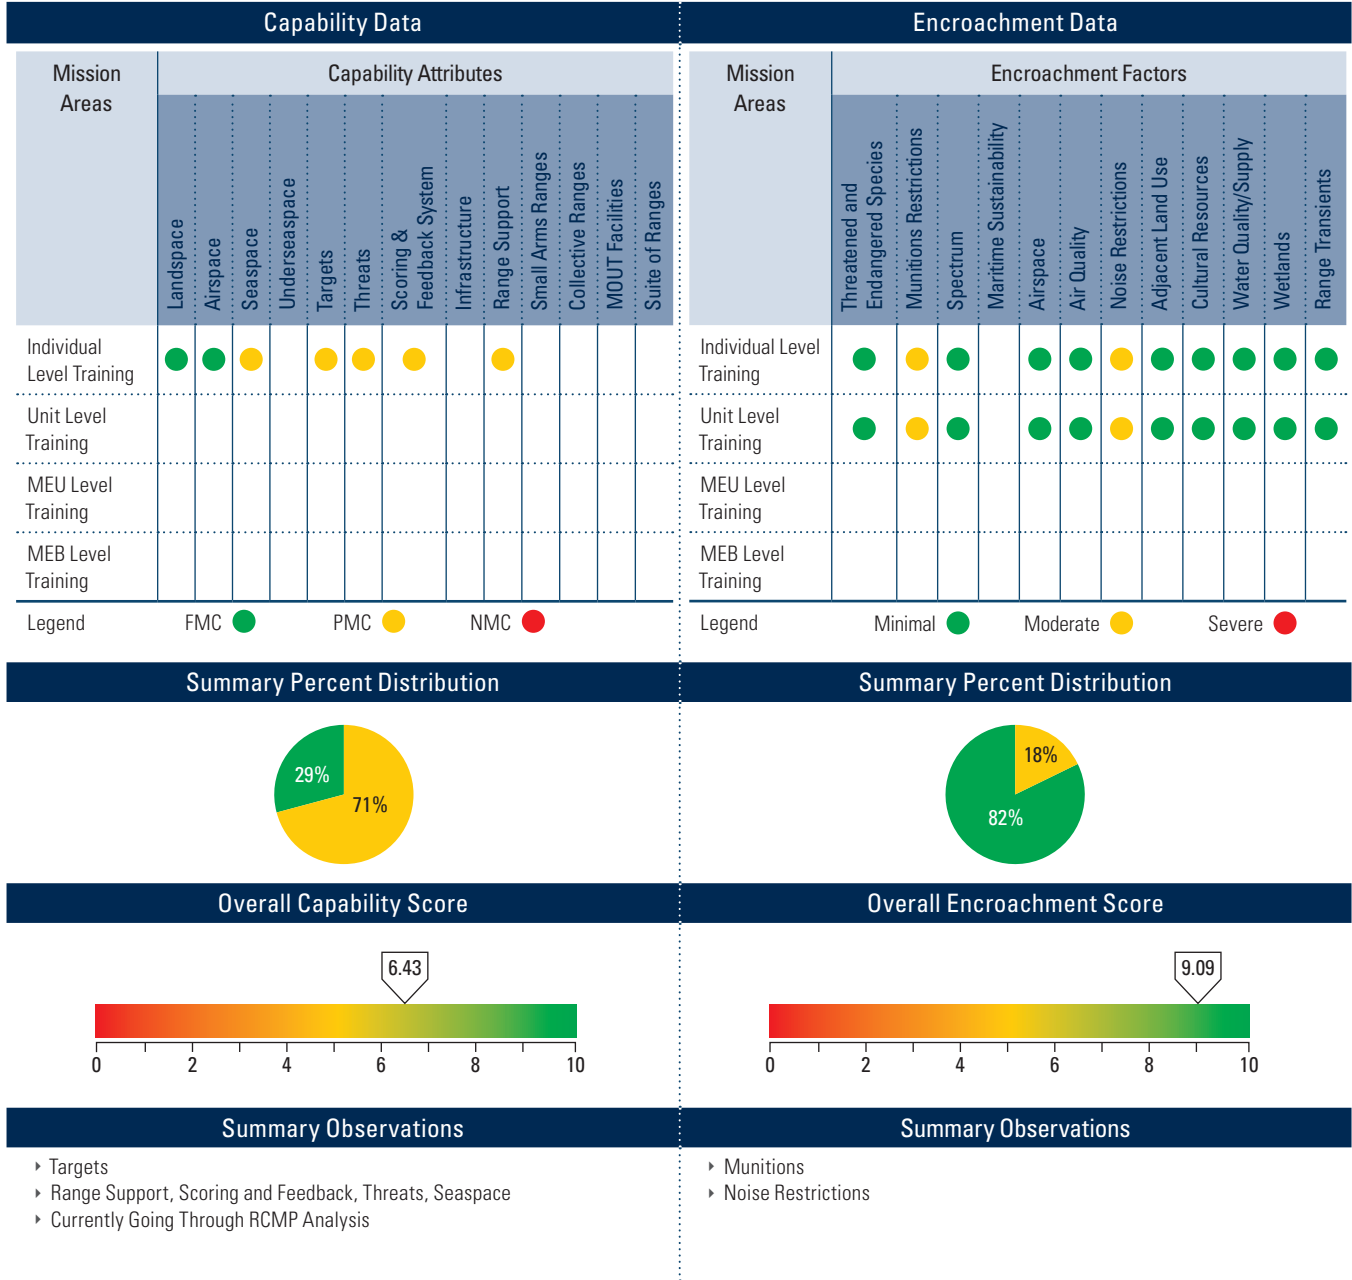 Capability Data
Mission
Areas
Capability Attributes
Landspace
Airspace
Seaspace
Underseaspace
Targets
Threats
Scoring &
Feedback System
Infrastructure
Range Support
Small Arms Ranges
Collective Ranges
MOUT Facilities
Suite of Ranges
Individual
Level Training
Unit Level
Training
MEU Level
Training
MEB Level
Training
Legend
FMC
PMC
NMC
Summary Percent Distribution
29%
71%
Overall Capability Score
6.43
0
2
4
6
8
10
Summary Observations
‣ Targets
‣ Range Support, Scoring and Feedback, Threats, Seaspace
‣ Currently Going Through RCMP Analysis
Encroachment Data
Mission
Areas
Encroachment Factors
Threatened and
Endangered Species
Munitions Restrictions
Spectrum
Maritime Sustainability
Airspace
Air Quality
Noise Restrictions
Adjacent Land Use
Cultural Resources
Water Quality/Supply
Wetlands
Range Transients
Individual Level
Training
Unit Level
Training
MEU Level
Training
MEB Level
Training
Legend
Minimal
Moderate
Severe
Summary Percent Distribution
18%
82%
Overall Encroachment Score
9.09
0
2
4
6
8
10
Summary Observations
‣ Munitions
‣ Noise Restrictions